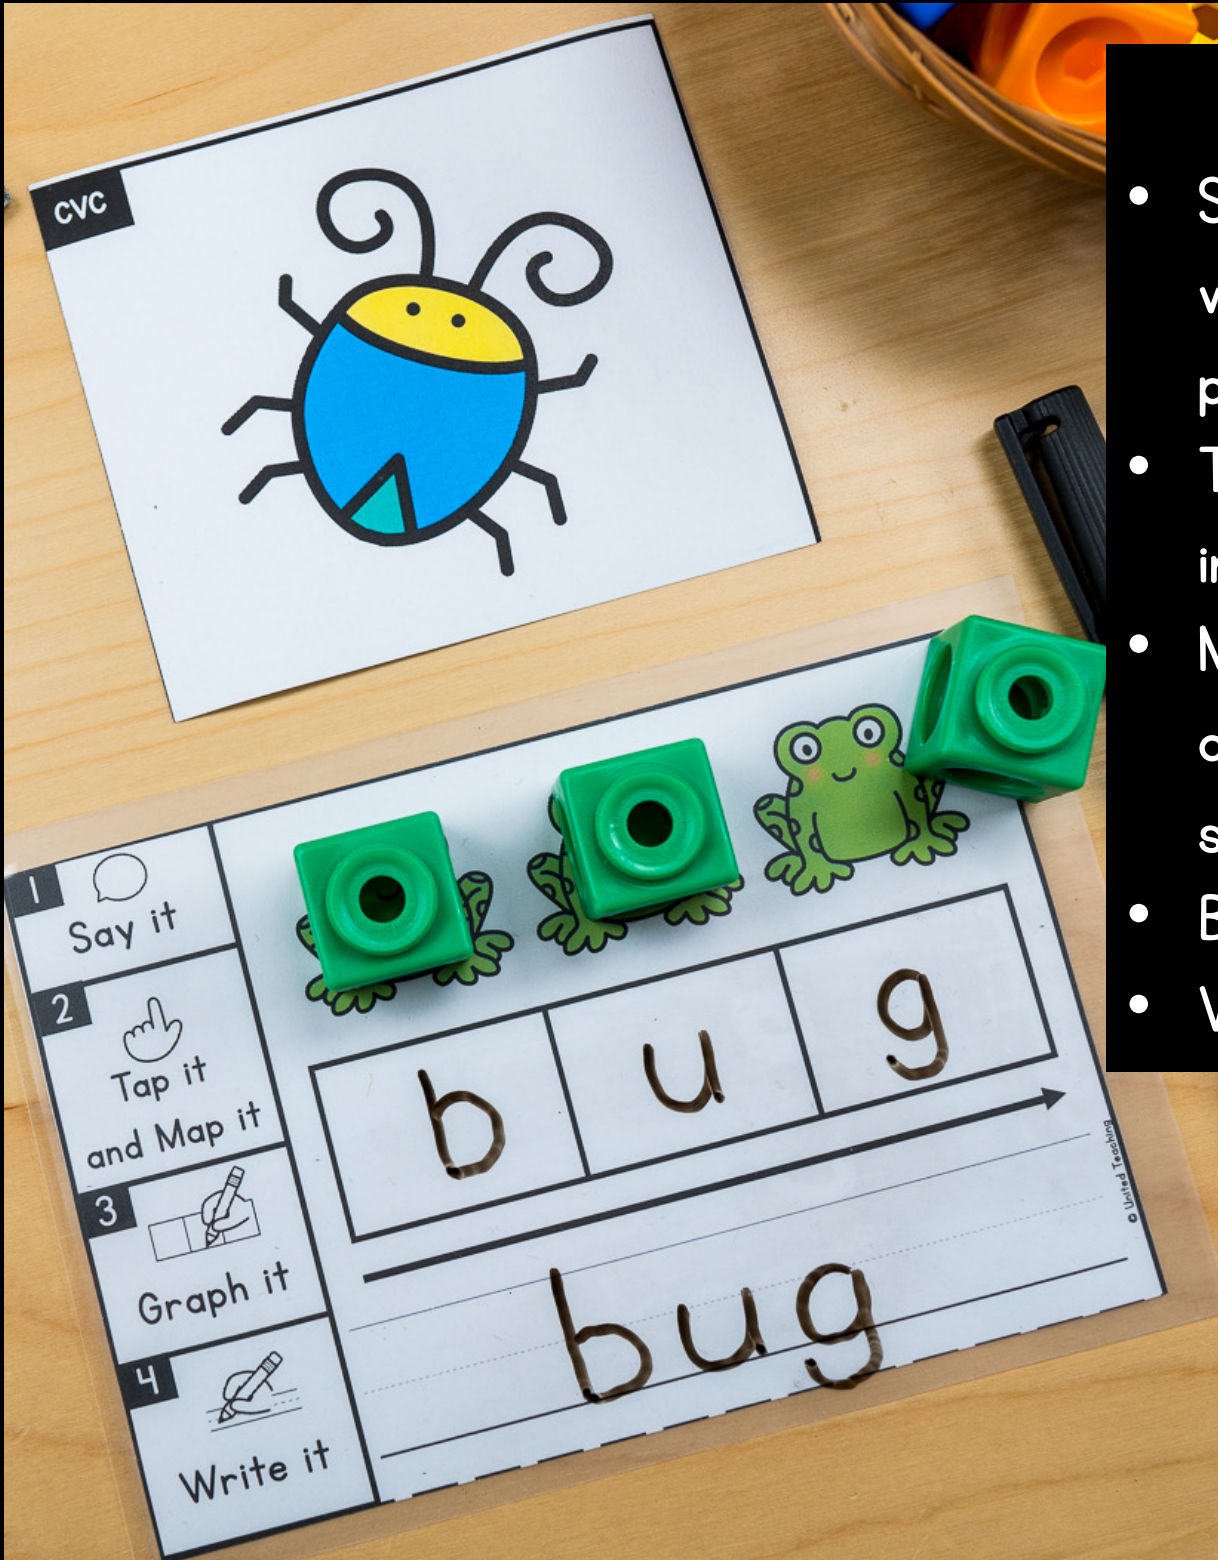 CVC
1
Say it
2
Tap it
and Map it
3
Graph it
4
Write it
b u g
bug
© United Teaching